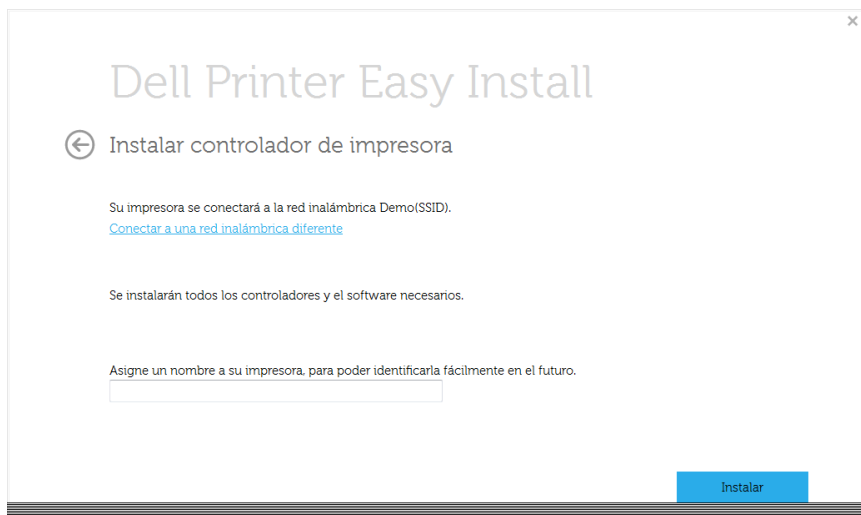 Dell Printer Easy Install
Instalar controlador de impresora
Su impresora se conectará a la red inalámbrica Demo(SSID).
Conectar a una red inalámbrica diferente
Se instalarán todos los controladores y el software necesarios.
Asigne un nombre a su impresora, para poder identificarla fácilmente en el futuro.
Instalar